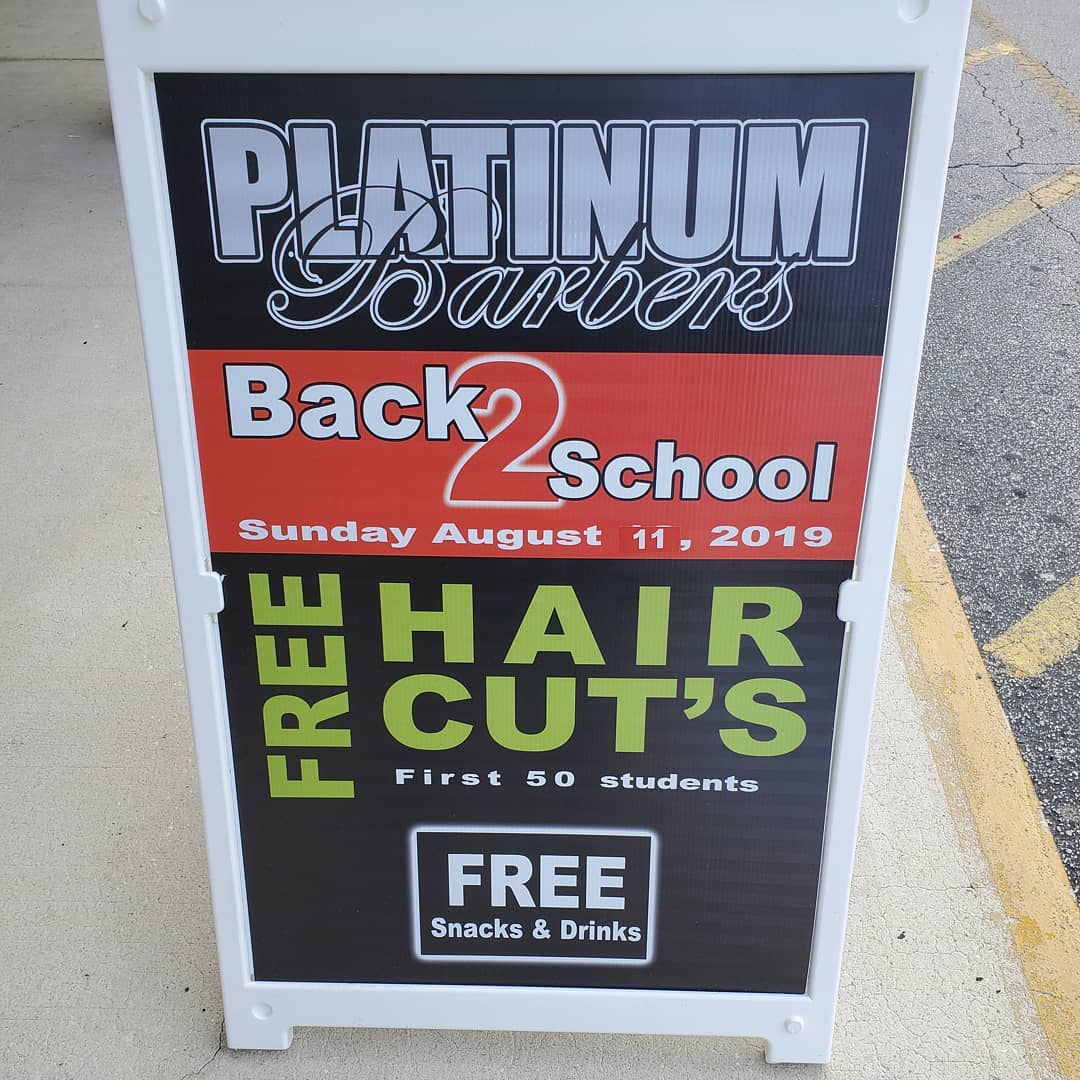 PLATINUM
Barbers
Back 2 School
Sunday August 11, 2019
FREE
HAIR
CUT'S
First 50 students
FREE
Snacks & Drinks